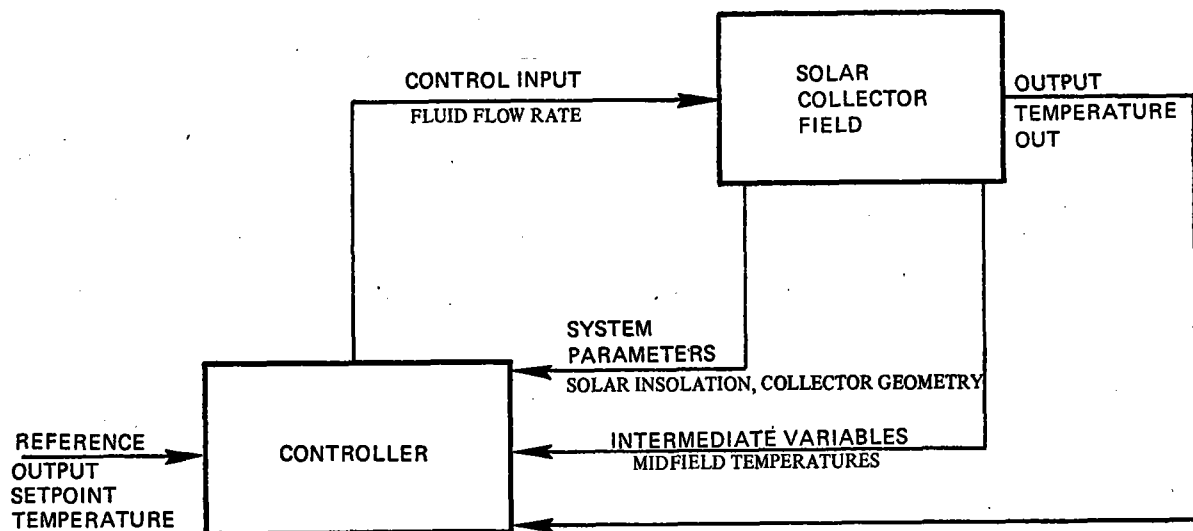 CONTROL INPUT
FLUID FLOW RATE
SOLAR
COLLECTOR
FIELD
OUTPUT
TEMPERATURE
OUT
SYSTEM
PARAMETERS
SOLAR INSOLATION, COLLECTOR GEOMETRY
REFERENCE
OUTPUT
SETPOINT
TEMPERATURE
CONTROLLER
INTERMEDIATE VARIABLES
MIDFIELD TEMPERATURES